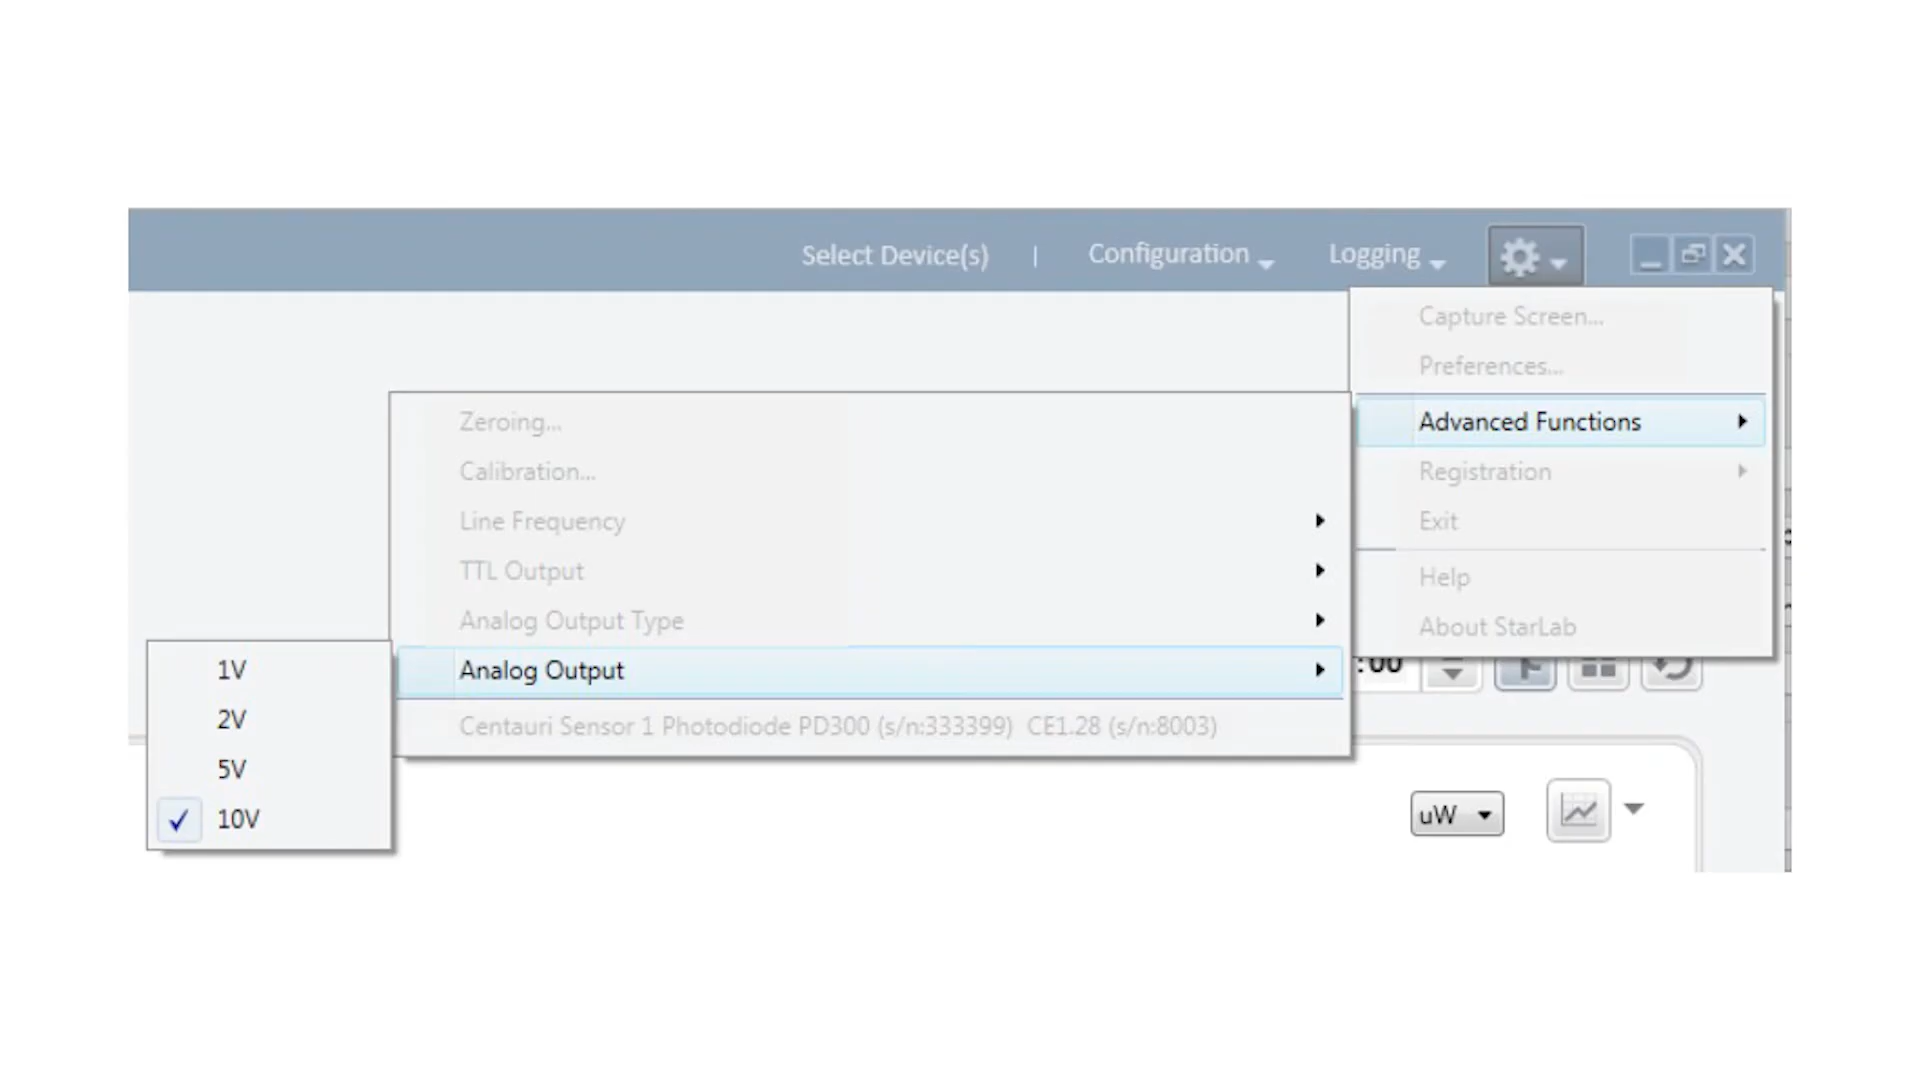 Select Device(s) | Configuration Logging
Capture Screen...
Preferences...
Advanced Functions
Registration
Exit
Help
About StarLab
Zeroing...
Calibration...
Line Frequency
TTL Output
Analog Output Type
Analog Output
Centauri Sensor 1 Photodiode PD300 (s/n:333399) CE1.28 (s/n:8003)
1V
2V
5V
10V
:00
uW